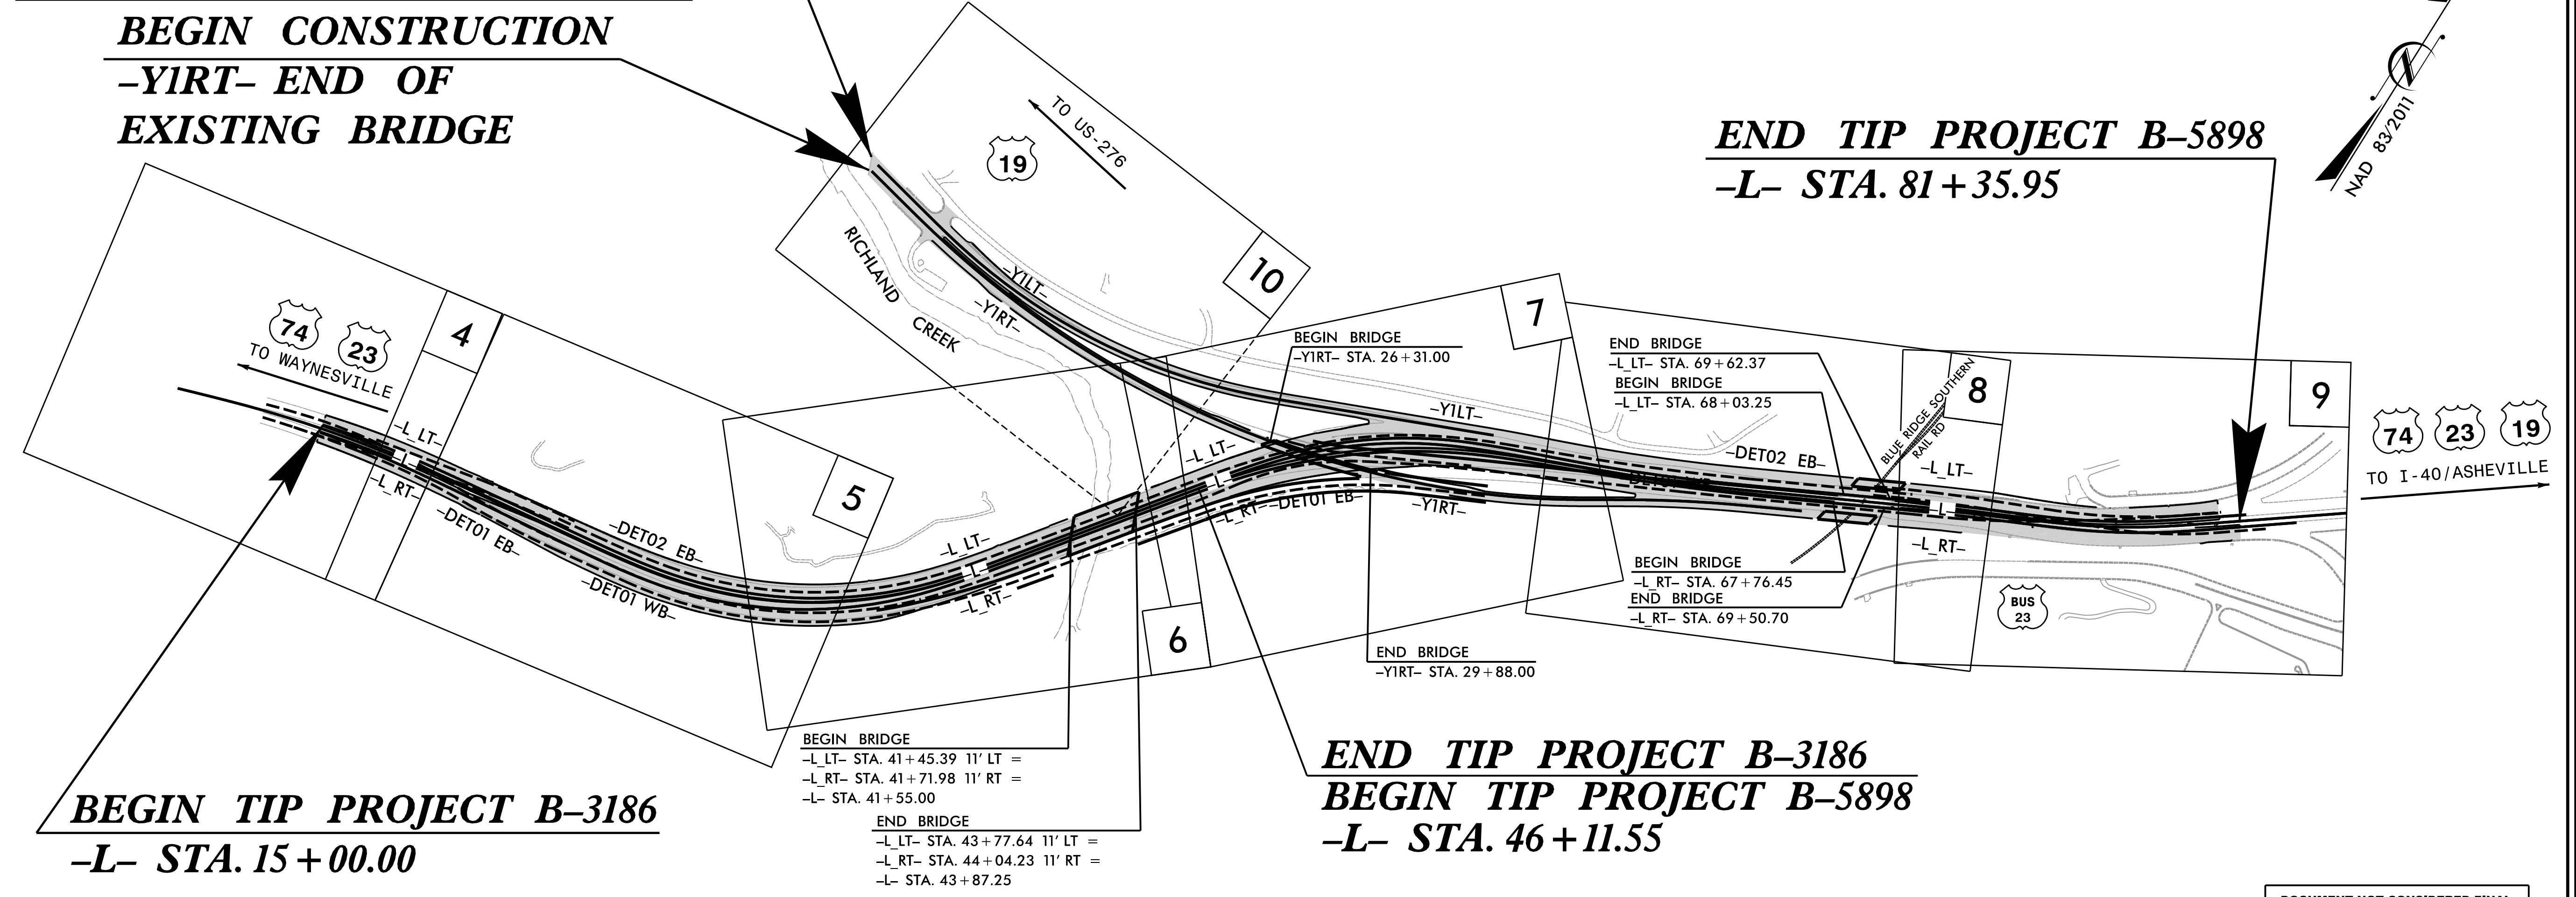 BEGIN CONSTRUCTION
–Y1RT– END OF
EXISTING BRIDGE
TO US-276
19
NAD 83/2011
END TIP PROJECT B–5898
–L– STA. 81+35.95
RICHLAND CREEK
–Y1LT–
–Y1RT–
10
7
4
74
23
TO WAYNESVILLE
–L_LT–
–L–
–L_RT–
–DET01 EB–
–DET02 EB–
–DET01 WB–
5
–L_LT–
–L–
–L_RT–
6
–L_LT–
–L–
–L_RT–
–DET01 EB–
–Y1RT–
–Y1LT–
BEGIN BRIDGE
–Y1RT– STA. 26+31.00
END BRIDGE
–L_LT– STA. 69+62.37
BEGIN BRIDGE
–L_LT– STA. 68+03.25
BLUE RIDGE SOUTHERN
RAIL RD
8
9
–DET02 EB–
–L_LT–
–L–
–L_RT–
74
23
19
TO I-40/ASHEVILLE
BEGIN BRIDGE
–L_RT– STA. 67+76.45
END BRIDGE
–L_RT– STA. 69+50.70
BUS
23
END BRIDGE
–Y1RT– STA. 29+88.00
BEGIN BRIDGE
–L_LT– STA. 41+45.39 11' LT =
–L_RT– STA. 41+71.98 11' RT =
–L– STA. 41+55.00
END BRIDGE
–L_LT– STA. 43+77.64 11' LT =
–L_RT– STA. 44+04.23 11' RT =
–L– STA. 43+87.25
END TIP PROJECT B–3186
BEGIN TIP PROJECT B–5898
–L– STA. 46+11.55
BEGIN TIP PROJECT B–3186
–L– STA. 15+00.00